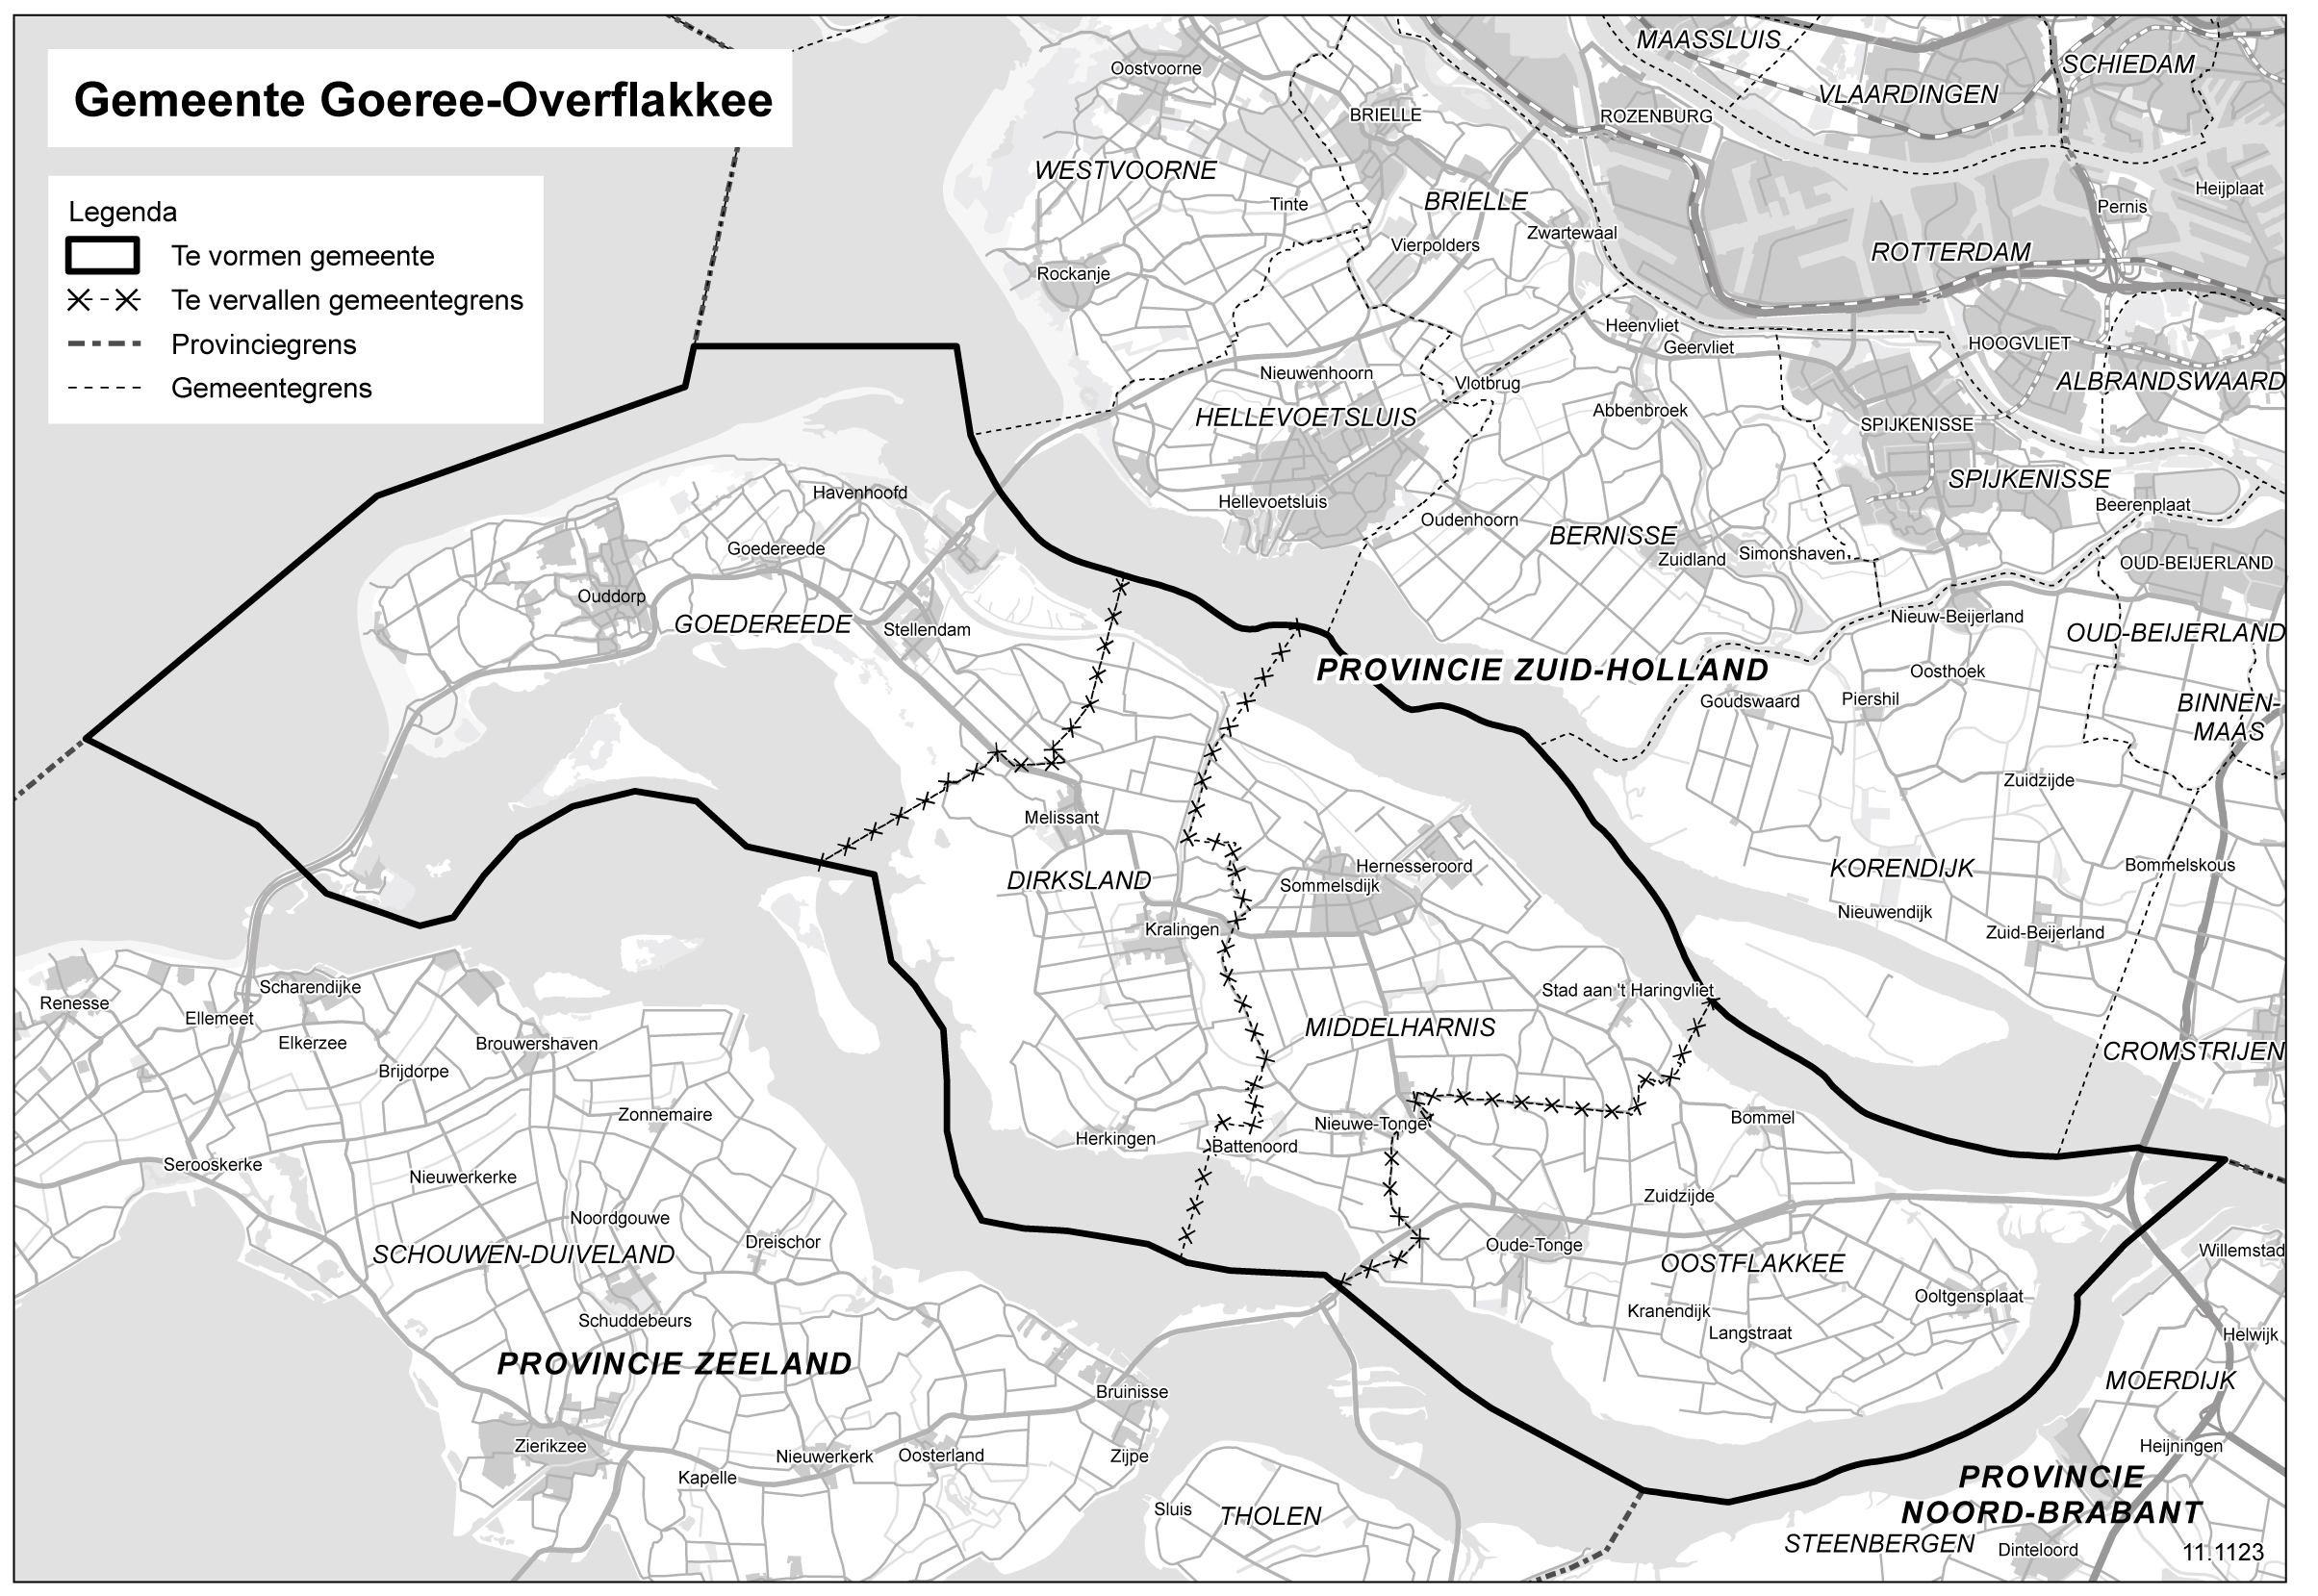 Gemeente Goeree-Overflakkee
Legenda
Te vormen gemeente
Te vervallen gemeentegrens
Provinciegrens
Gemeentegrens
MAASSLUIS
SCHIEDAM
Oostvoorne
VLAARDINGEN
BRIELLE
ROZENBURG
WESTVOORNE
Heijplaat
Tinte
BRIELLE
Pernis
Zwartewaal
Vierpolders
ROTTERDAM
Rockanje
Heenvliet
Geervliet
HOOGVLIET
Nieuwenhoorn
Vlotbrug
ALBRANDSWAARD
HELLEVOETSLUIS
Abbenbroek
SPIJKENISSE
SPIJKENISSE
Havenhoofd
Hellevoetsluis
Beerenplaat
Oudenhoorn
BERNISSE
Goedereede
Zuidland
Simonshaven
OUD-BEIJERLAND
Ouddorp
GOEDEREEDE
Stellendam
Nieuw-Beijerland
OUD-BEIJERLAND
PROVINCIE ZUID-HOLLAND
Oosthoek
Goudswaard
Piershil
BINNEN-
MAAS
Zuidzijde
Melissant
DIRKSLAND
Hernesseroord
Sommelsdijk
KORENDIJK
Bommelskous
Nieuwendijk
Kralingen
Zuid-Beijerland
Renesse
Scharendijke
Ellemeet
Stad aan 't Haringvliet
Elkerzee
Brouwershaven
MIDDELHARNIS
CROMSTRIJEN
Brijdorpe
Zonnemaire
Bommel
Nieuwe-Tonge
Herkingen
Battenoord
Serooskerke
Nieuwerkerke
Zuidzijde
Noordgouwe
Dreischor
Oude-Tonge
Willemstad
SCHOUWEN-DUIVELAND
OOSTFLAKKEE
Ooltgensplaat
Schuddebeurs
Kranendijk
Langstraat
Helwijk
PROVINCIE ZEELAND
Bruinisse
MOERDIJK
Zierikzee
Nieuwerkerk
Oosterland
Zijpe
Heijningen
Kapelle
PROVINCIE
NOORD-BRABANT
Sluis
THOLEN
STEENBERGEN
Dinteloord
11.1123